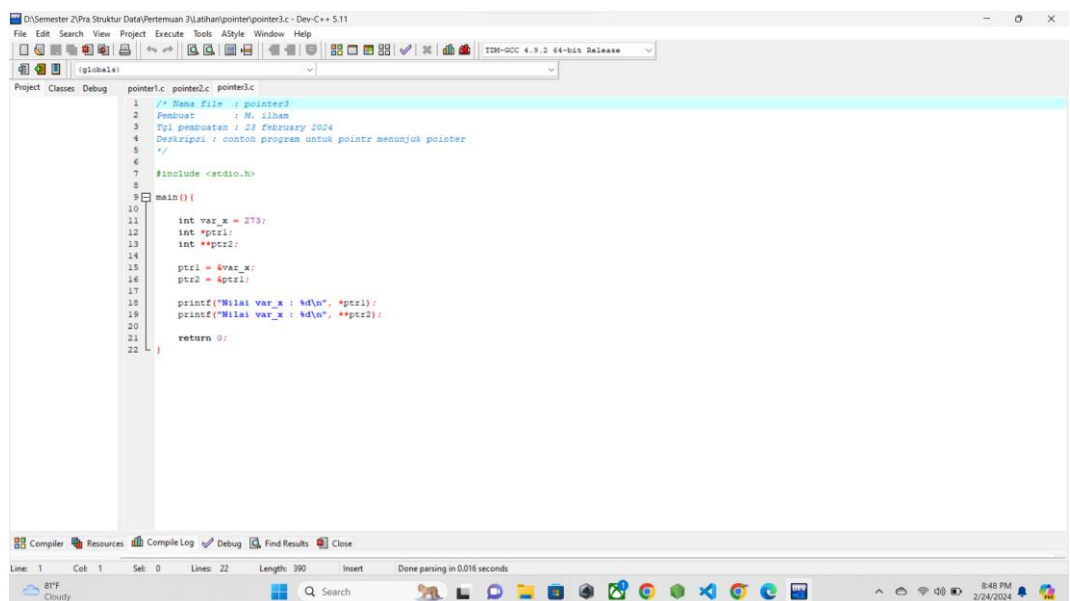 D:\Semester 2\Pra Struktur Data\Pertemuan 3\Latihan\pointer\pointer3.c - Dev-C++ 5.11
File Edit Search View Project Execute Tools AStyle Window Help
TDM-GCC 4.9.2 64-bit Release
(globals)
Project Classes Debug pointer1.c pointer2.c pointer3.c
1 /* Nama file : pointer3
2 Pembuat : M. ilham
3 Tgl pembuatan : 23 february 2024
4 Deskripsi : contoh program untuk pointr menunjuk pointer
5 */
6
7 #include <stdio.h>
8
9 main(){
10
11 int var_x = 273;
12 int *ptr1;
13 int **ptr2;
14
15 ptr1 = &var_x;
16 ptr2 = &ptr1;
17
18 printf("Nilai var_x : %d\n", *ptr1);
19 printf("Nilai var_x : %d\n", **ptr2);
20
21 return 0;
22 }
Compiler Resources Compile Log Debug Find Results Close
Line: 1 Col: 1 Sel: 0 Lines: 22 Length: 390 Insert Done parsing in 0.016 seconds
81°F
Cloudy
Search
8:48 PM
2/24/2024